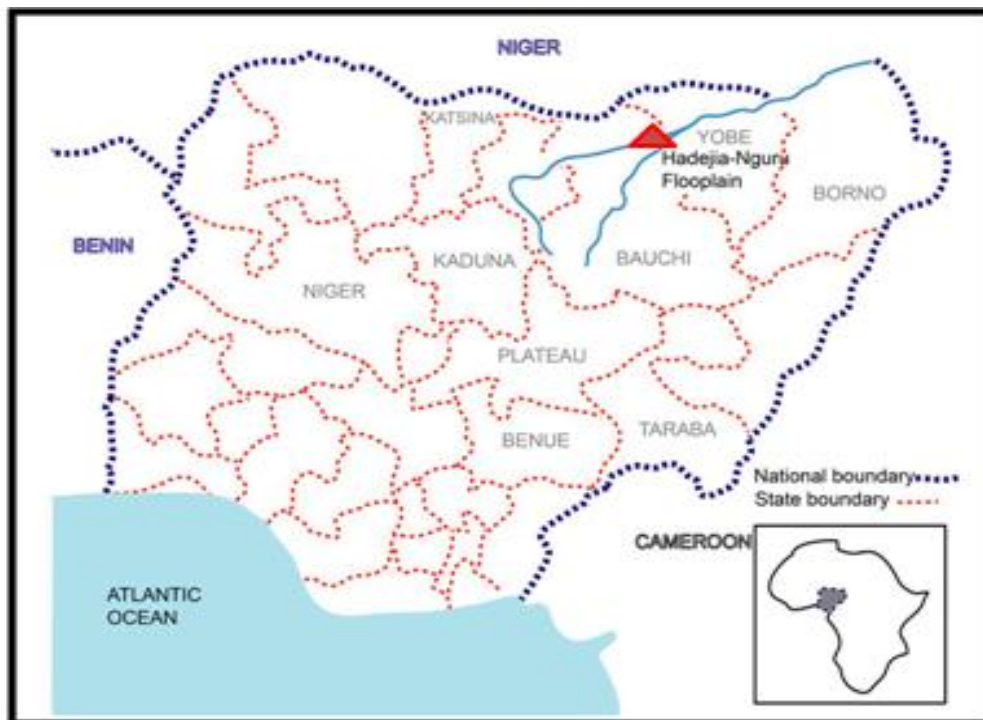 NIGER
KATSINA
YOBE
Hadejia-Nguru
Flooplain
BORNO
BENIN
KADUNA
BAUCHI
NIGER
PLATEAU
BENUE
TARABA
National boundary
State boundary
CAMEROON
ATLANTIC
OCEAN